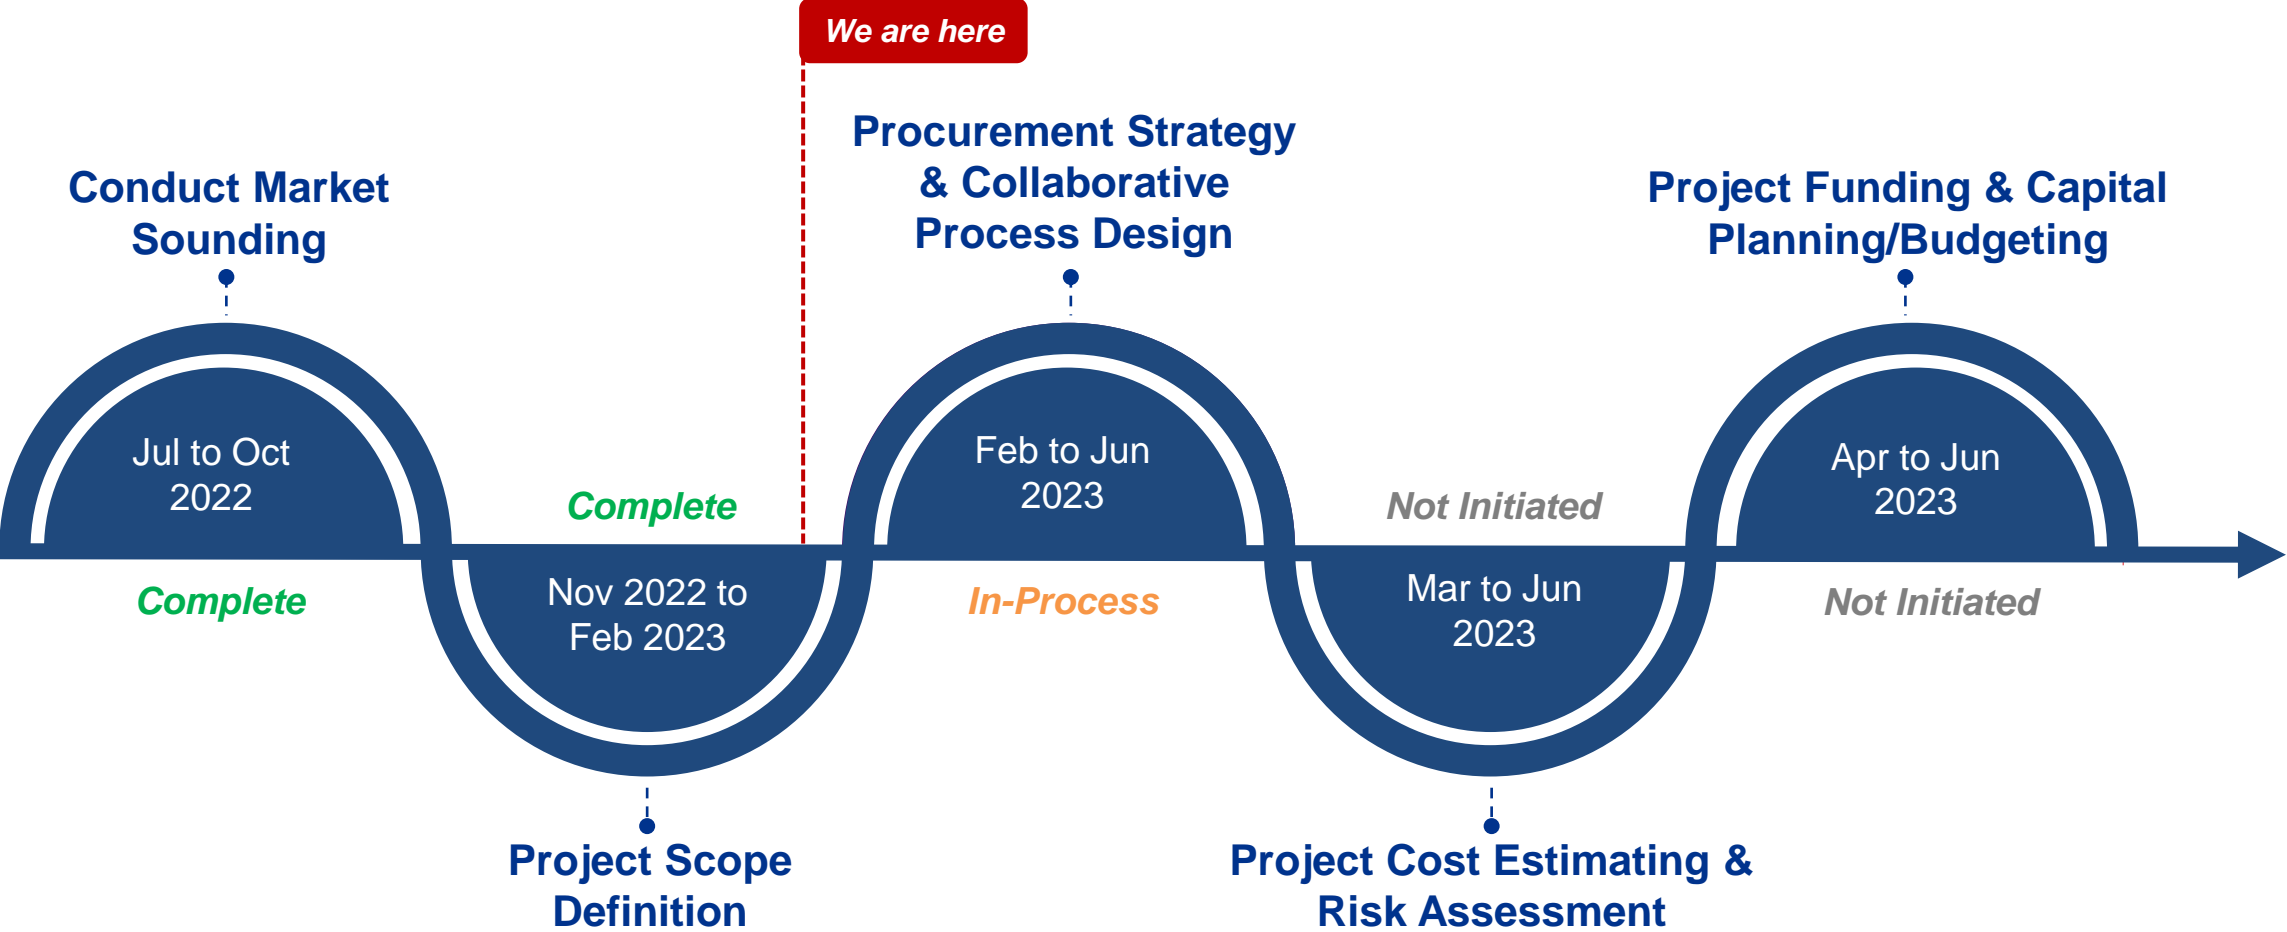 We are here
Conduct Market
Sounding
Jul to Oct
2022
Complete
Complete
Nov 2022 to
Feb 2023
Project Scope
Definition
Procurement Strategy
& Collaborative
Process Design
Feb to Jun
2023
In-Process
Not Initiated
Mar to Jun
2023
Project Cost Estimating &
Risk Assessment
Project Funding & Capital
Planning/Budgeting
Apr to Jun
2023
Not Initiated